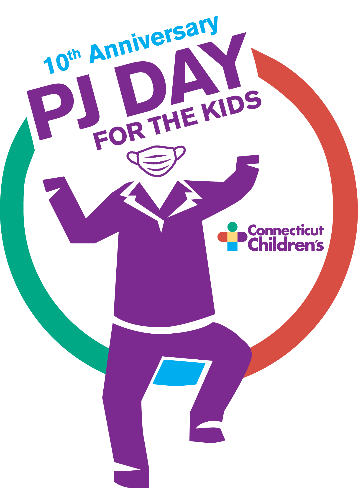 10th Anniversary
PJ DAY
FOR THE KIDS
Connecticut
Children's